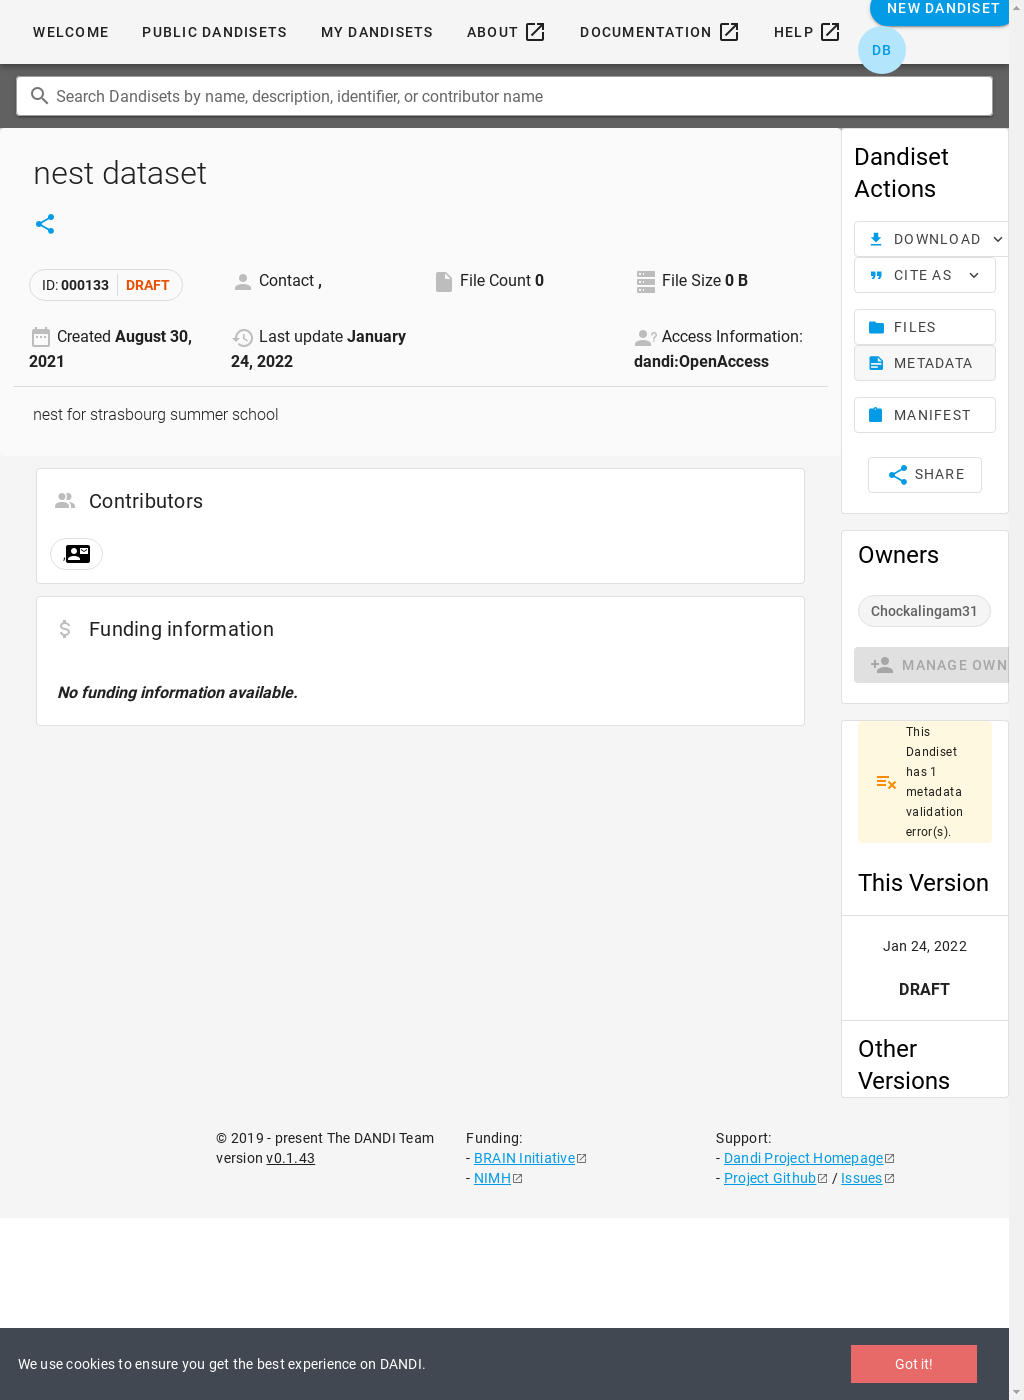 WELCOME
PUBLIC DANDISETS
MY DANDISETS
ABOUT
DOCUMENTATION
HELP
NEW DANDISET
DB
Search Dandisets by name, description, identifier, or contributor name
nest dataset
ID: 000133
DRAFT
Contact ,
File Count 0
File Size 0 B
Created August 30,
2021
Last update January
24, 2022
Access Information:
dandi:OpenAccess
nest for strasbourg summer school
Contributors
,
Funding information
No funding information available.
Dandiset
Actions
DOWNLOAD
CITE AS
FILES
METADATA
MANIFEST
SHARE
Owners
Chockalingam31
MANAGE OWN
This
Dandiset
has 1
metadata
validation
error(s).
This Version
Jan 24, 2022
DRAFT
Other
Versions
© 2019 - present The DANDI Team
version v0.1.43
Funding:
- BRAIN Initiative
- NIMH
Support:
- Dandi Project Homepage
- Project Github / Issues
We use cookies to ensure you get the best experience on DANDI.
Got it!